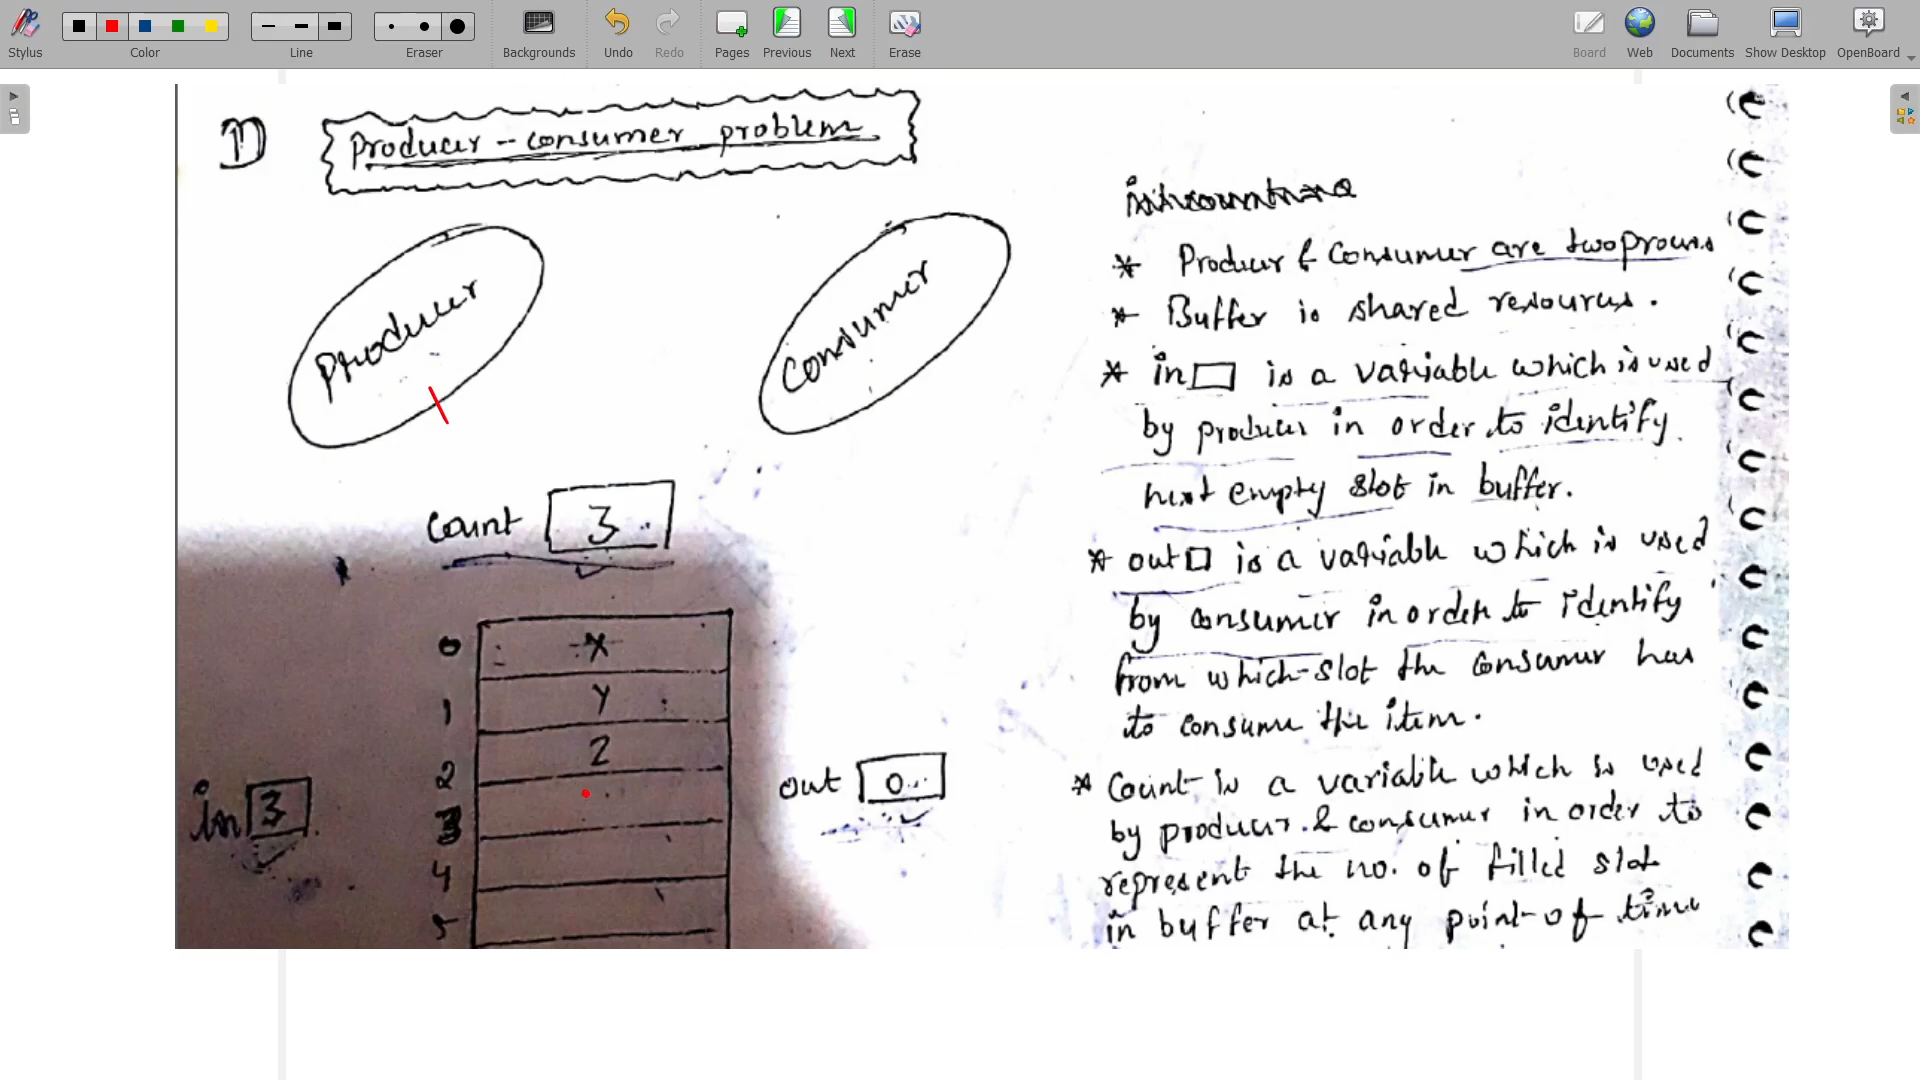 Stylus
Color
Line
Eraser
Backgrounds
Undo
Redo
Pages
Previous
Next
Erase
Board
Web
Documents
Show Desktop
OpenBoard
1)
Producer - consumer problem
Producer
Consumer
* Producer & Consumer are two process
* Buffer is shared resources.
* in is a variable which is used
by producer in order to identify
next empty slot in buffer.
* out is a variable which is used
by consumer in order to identify
from which slot the consumer has
to consume the item.
* Count is a variable which is used
by producer & consumer in order to
represent the no. of filled slot
in buffer at any point of time
Count 3
0 X
1 Y
2 Z
3
4
5
in 3
out 0